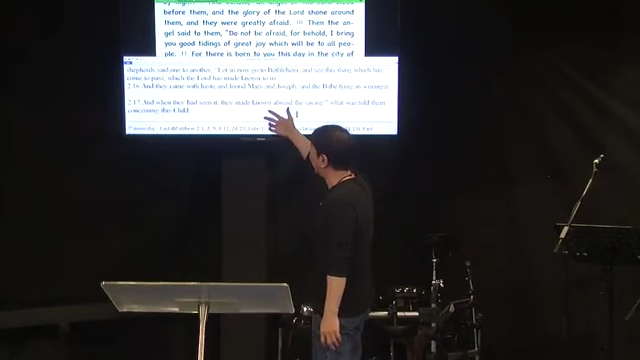 before them, and the glory of the Lord shone around
them, and they were greatly afraid. 10 Then the an-
gel said to them, "Do not be afraid, for behold, I
bring you good tidings of great joy which will be to all peo-
ple. 11 For there is born to you this day in the city of
shepherds said one to another, "Let us now go to Bethlehem, and see this thing which has
come to pass, which the Lord has made known to us
2:16 And they came with haste and found Mary and Joseph, and the Babe lying in a manger
2:17 And when they had seen it, they made known abroad the saying what was told them
concerning this Child